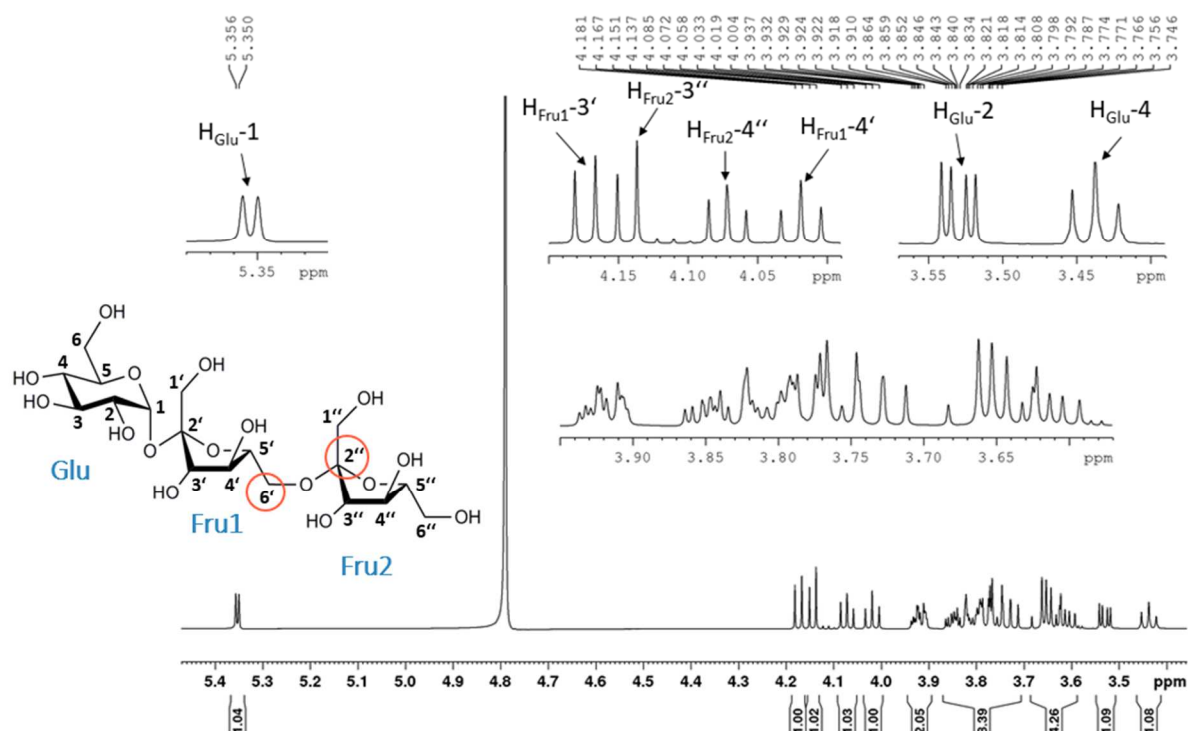 5.356
5.350
4.181
4.167
4.151
4.137
4.085
4.072
4.058
4.033
4.019
4.004
3.937
3.932
3.929
3.924
3.922
3.918
3.910
3.864
3.859
3.852
3.846
3.843
3.840
3.834
3.821
3.818
3.814
3.808
3.798
3.792
3.787
3.774
3.771
3.766
3.756
3.746
HGlu-1
HFru1-3‘
HFru2-3‘‘
HFru2-4‘‘
HFru1-4‘
HGlu-2
HGlu-4
5.35 ppm
4.15 4.10 4.05 ppm
3.55 3.50 3.45 ppm
3.90 3.85 3.80 3.75 3.70 3.65 ppm
OH
6
4
5
O
HO
HO
3
2
OH
1
O
Glu
1‘
OH
2‘
O
OH
5‘
HO
3‘
4‘
6‘
O
Fru1
1‘‘
OH
2‘‘
O
OH
5‘‘
HO
3‘‘
4‘‘
6‘‘
OH
Fru2
5.4 5.3 5.2 5.1 5.0 4.9 4.8 4.7 4.6 4.5 4.4 4.3 4.2 4.1 4.0 3.9 3.8 3.7 3.6 3.5 ppm
1.04
1.00
1.02
1.03
1.00
2.05
4.26
1.09
1.08